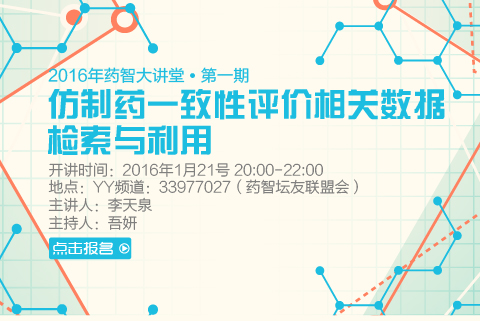 2016年药智大讲堂·第一期
仿制药一致性评价相关数据
检索与利用
开讲时间：2016年1月21号 20:00-22:00
地点：YY频道：33977027（药智坛友联盟会）
主讲人：李天泉
主持人：吾妍
点击报名